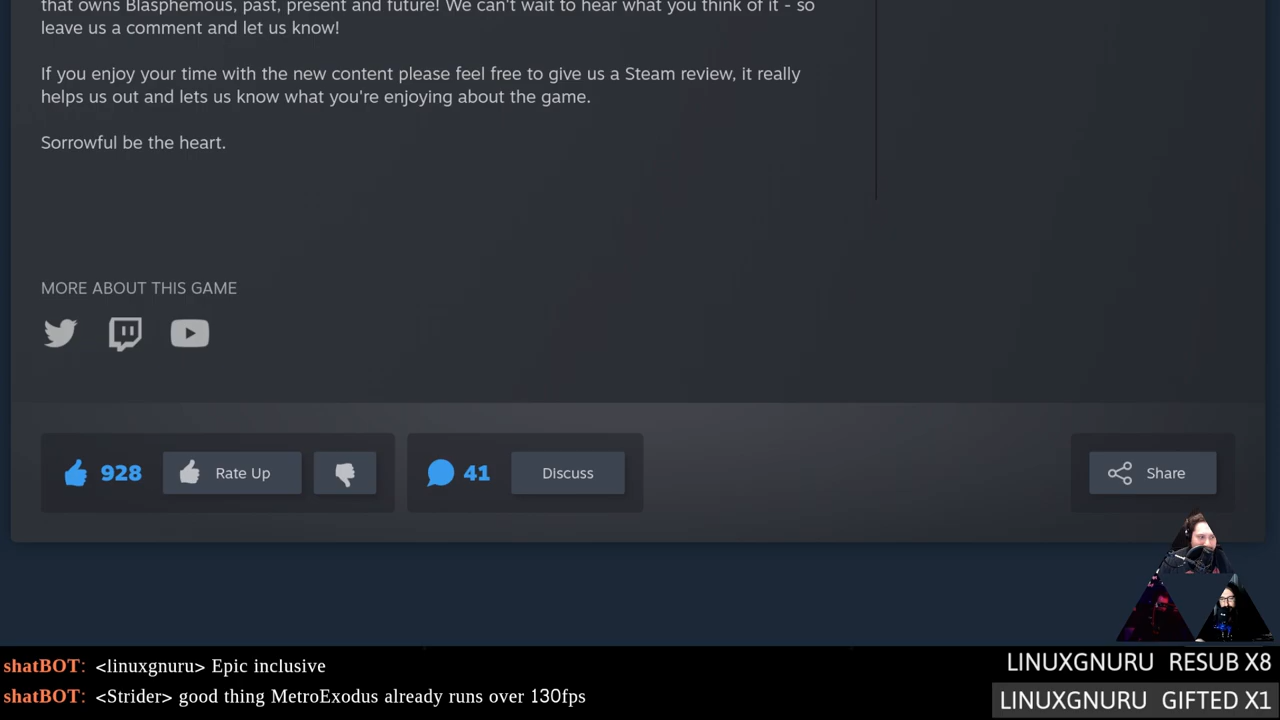 that owns Blasphemous, past, present and future! We can't wait to hear what you think of it - so
leave us a comment and let us know!
If you enjoy your time with the new content please feel free to give us a Steam review, it really
helps us out and lets us know what you're enjoying about the game.
Sorrowful be the heart.
MORE ABOUT THIS GAME
928 Rate Up 41 Discuss Share
shatBOT: <linuxgnuru> Epic inclusive
LINUXGNURU RESUB X8
shatBOT: <Strider> good thing MetroExodus already runs over 130fps
LINUXGNURU GIFTED X1